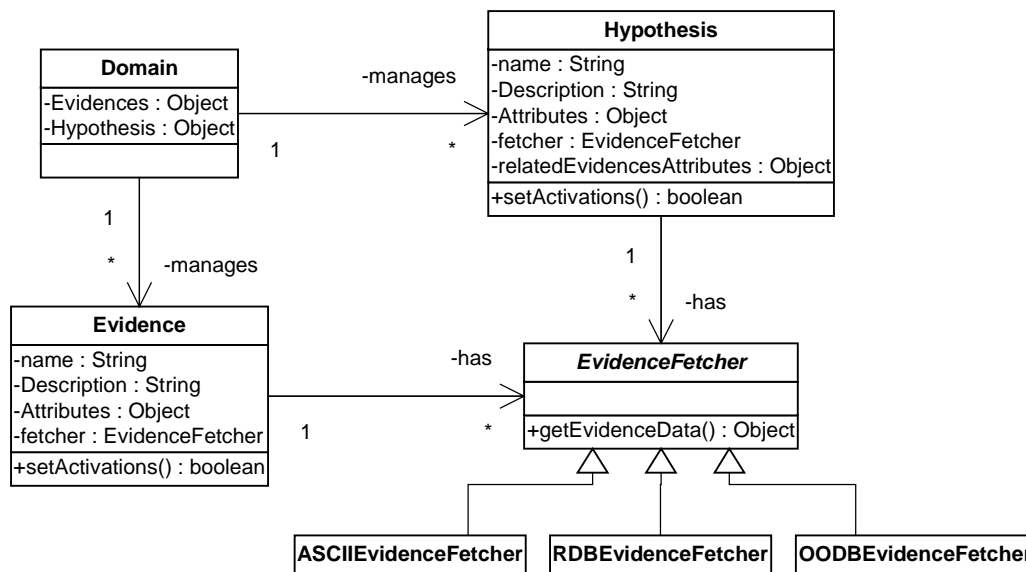 Domain
-Evidences : Object
-Hypothesis : Object
-manages
1
*
Hypothesis
-name : String
-Description : String
-Attributes : Object
-fetcher : EvidenceFetcher
-relatedEvidencesAttributes : Object
+setActivations() : boolean
1
*
-manages
1
*
-has
Evidence
-name : String
-Description : String
-Attributes : Object
-fetcher : EvidenceFetcher
+setActivations() : boolean
-has
1
*
EvidenceFetcher
+getEvidenceData() : Object
ASCIIEvidenceFetcher
RDBEvidenceFetcher
OODBEvidenceFetcher